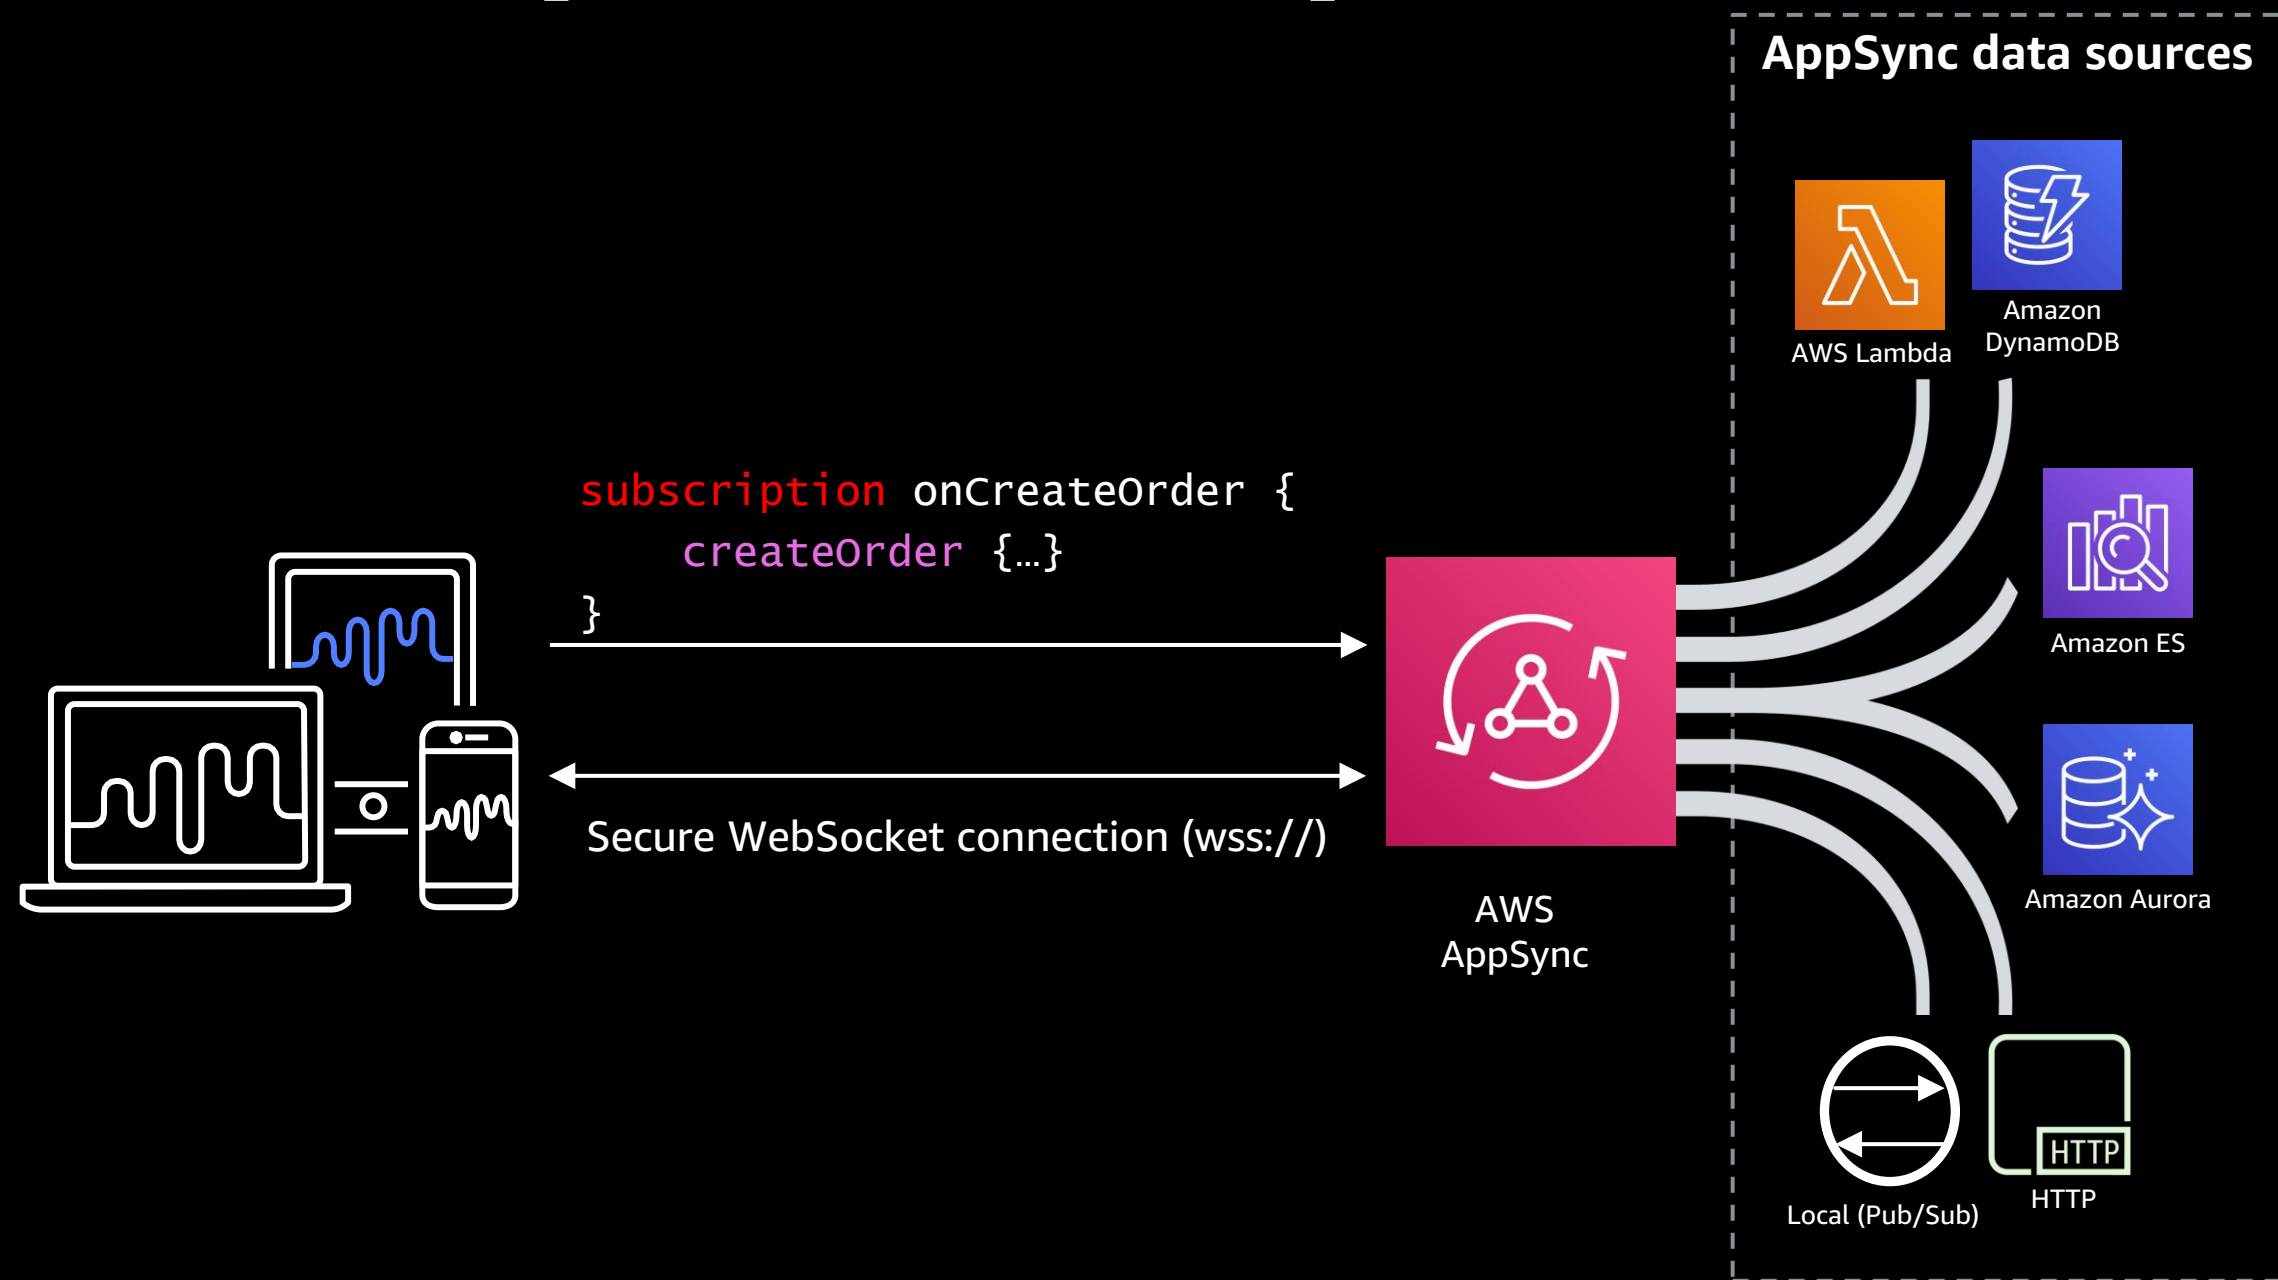 AppSync data sources
AWS Lambda
Amazon
DynamoDB
subscription onCreateOrder {
createOrder {…}
}
Secure WebSocket connection (wss://)
AWS
AppSync
Amazon ES
Amazon Aurora
HTTP
Local (Pub/Sub)
HTTP